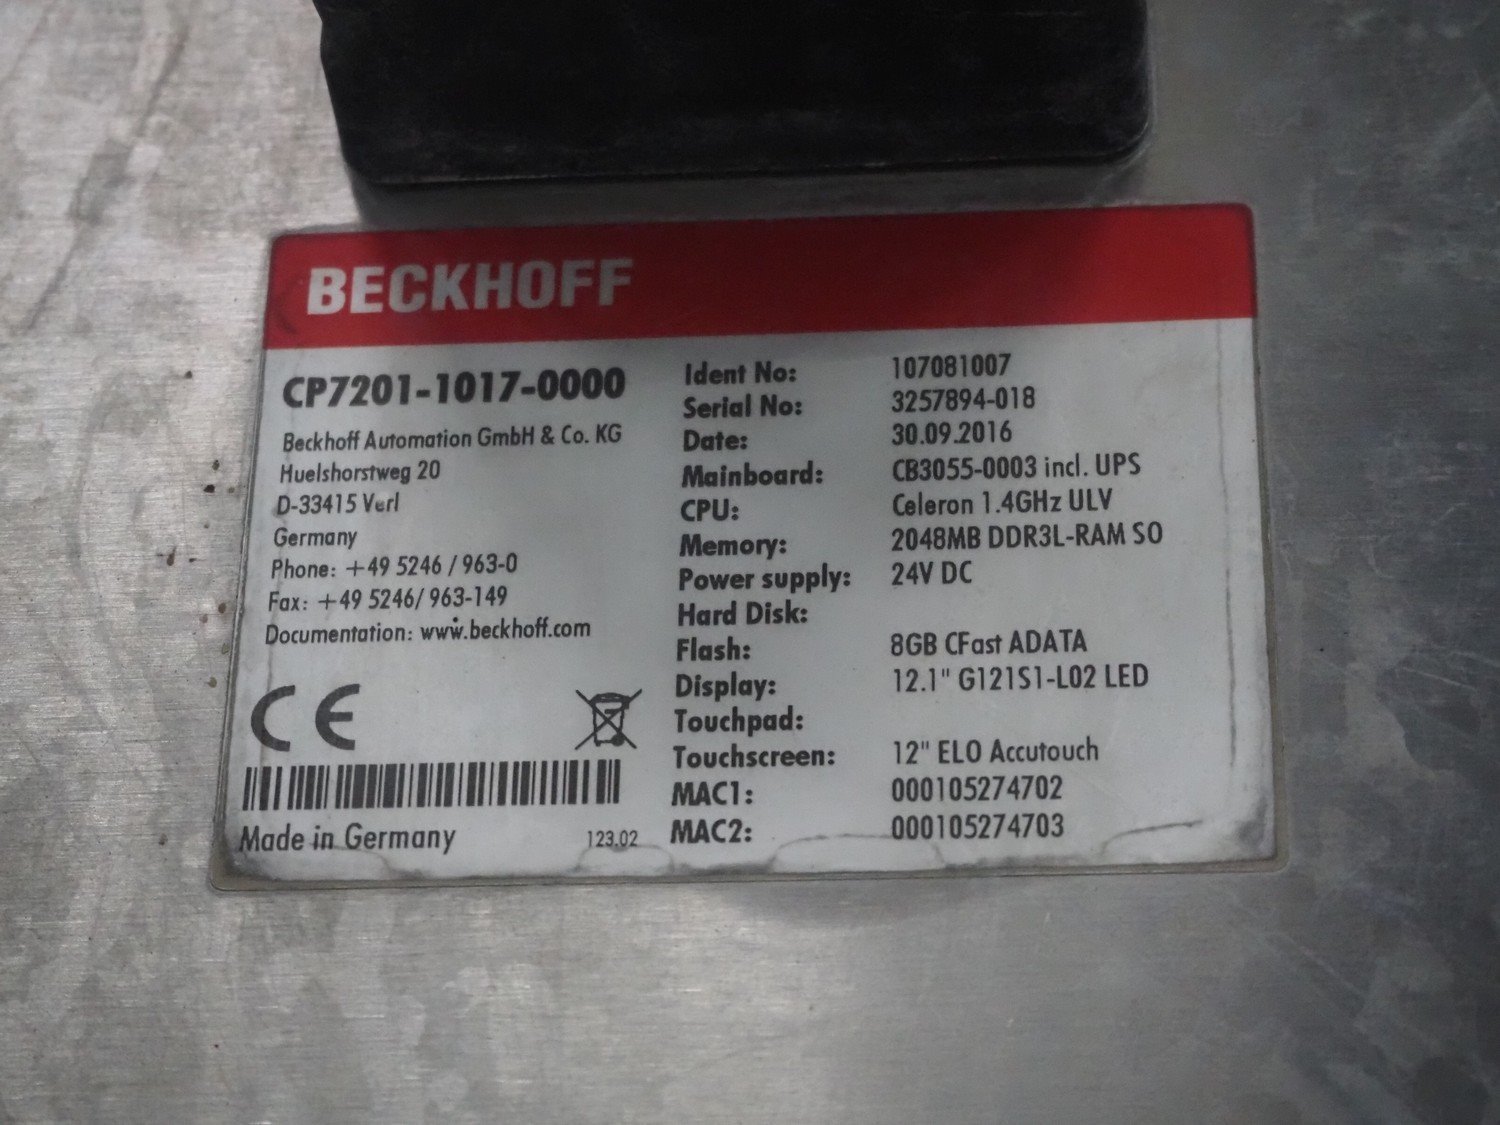 BECKHOFF
CP7201-1017-0000
Beckhoff Automation GmbH & Co. KG
Huelshorstweg 20
D-33415 Verl
Germany
Phone: +49 5246 / 963-0
Fax: +49 5246/ 963-149
Documentation: www.beckhoff.com
CE
Made in Germany
123.02
Ident No: 107081007
Serial No: 3257894-018
Date: 30.09.2016
Mainboard: CB3055-0003 incl. UPS
CPU: Celeron 1.4GHz ULV
Memory: 2048MB DDR3L-RAM SO
Power supply: 24V DC
Hard Disk:
Flash: 8GB CFast ADATA
Display: 12.1" G121S1-L02 LED
Touchpad:
Touchscreen: 12" ELO Accutouch
MAC1: 000105274702
MAC2: 000105274703